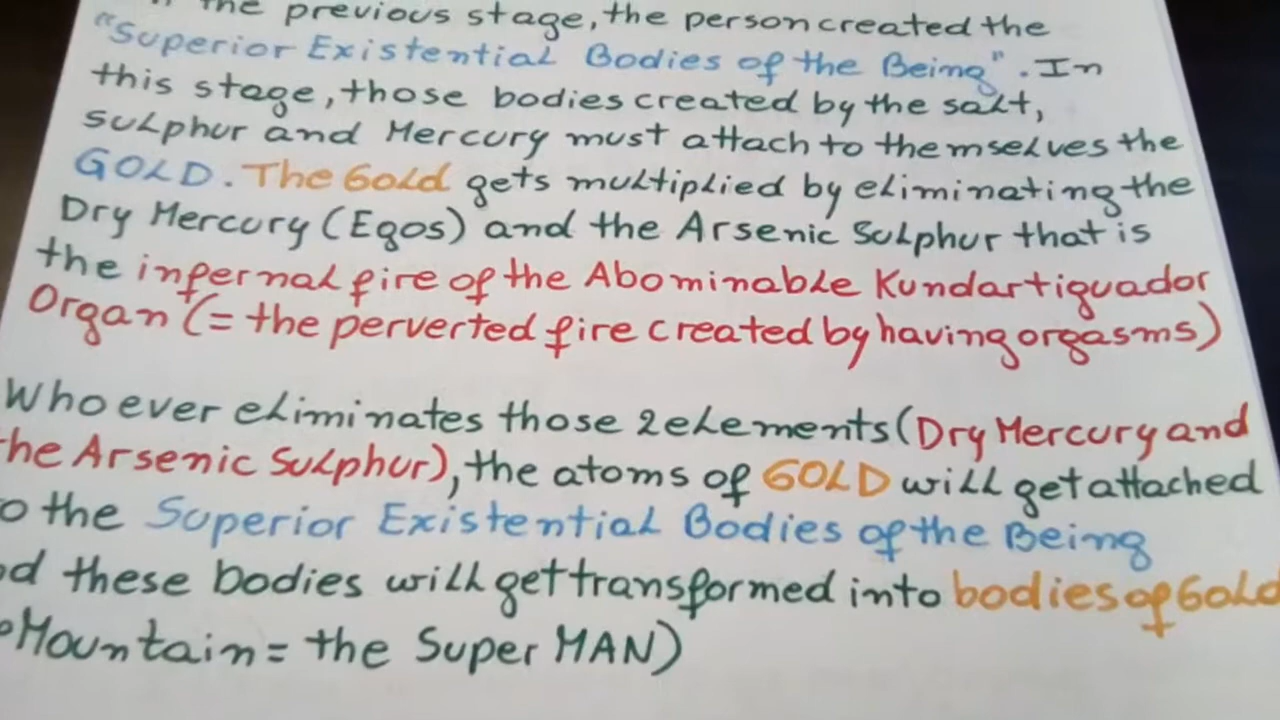 the previous stage, the person created the
"Superior Existential Bodies of the Being". In
this stage, those bodies created by the salt,
sulphur and Mercury must attach to themselves the
GOLD. The Gold gets multiplied by eliminating the
Dry Mercury (Egos) and the Arsenic Sulphur that is
the infernal fire of the Abominable Kundartiguador
Organ (= the perverted fire created by having orgasms)
Who ever eliminates those 2 elements (Dry Mercury and
the Arsenic Sulphur), the atoms of GOLD will get attached
to the Superior Existential Bodies of the Being
these bodies will get transformed into bodies of Gold
Mountain = the Super MAN)